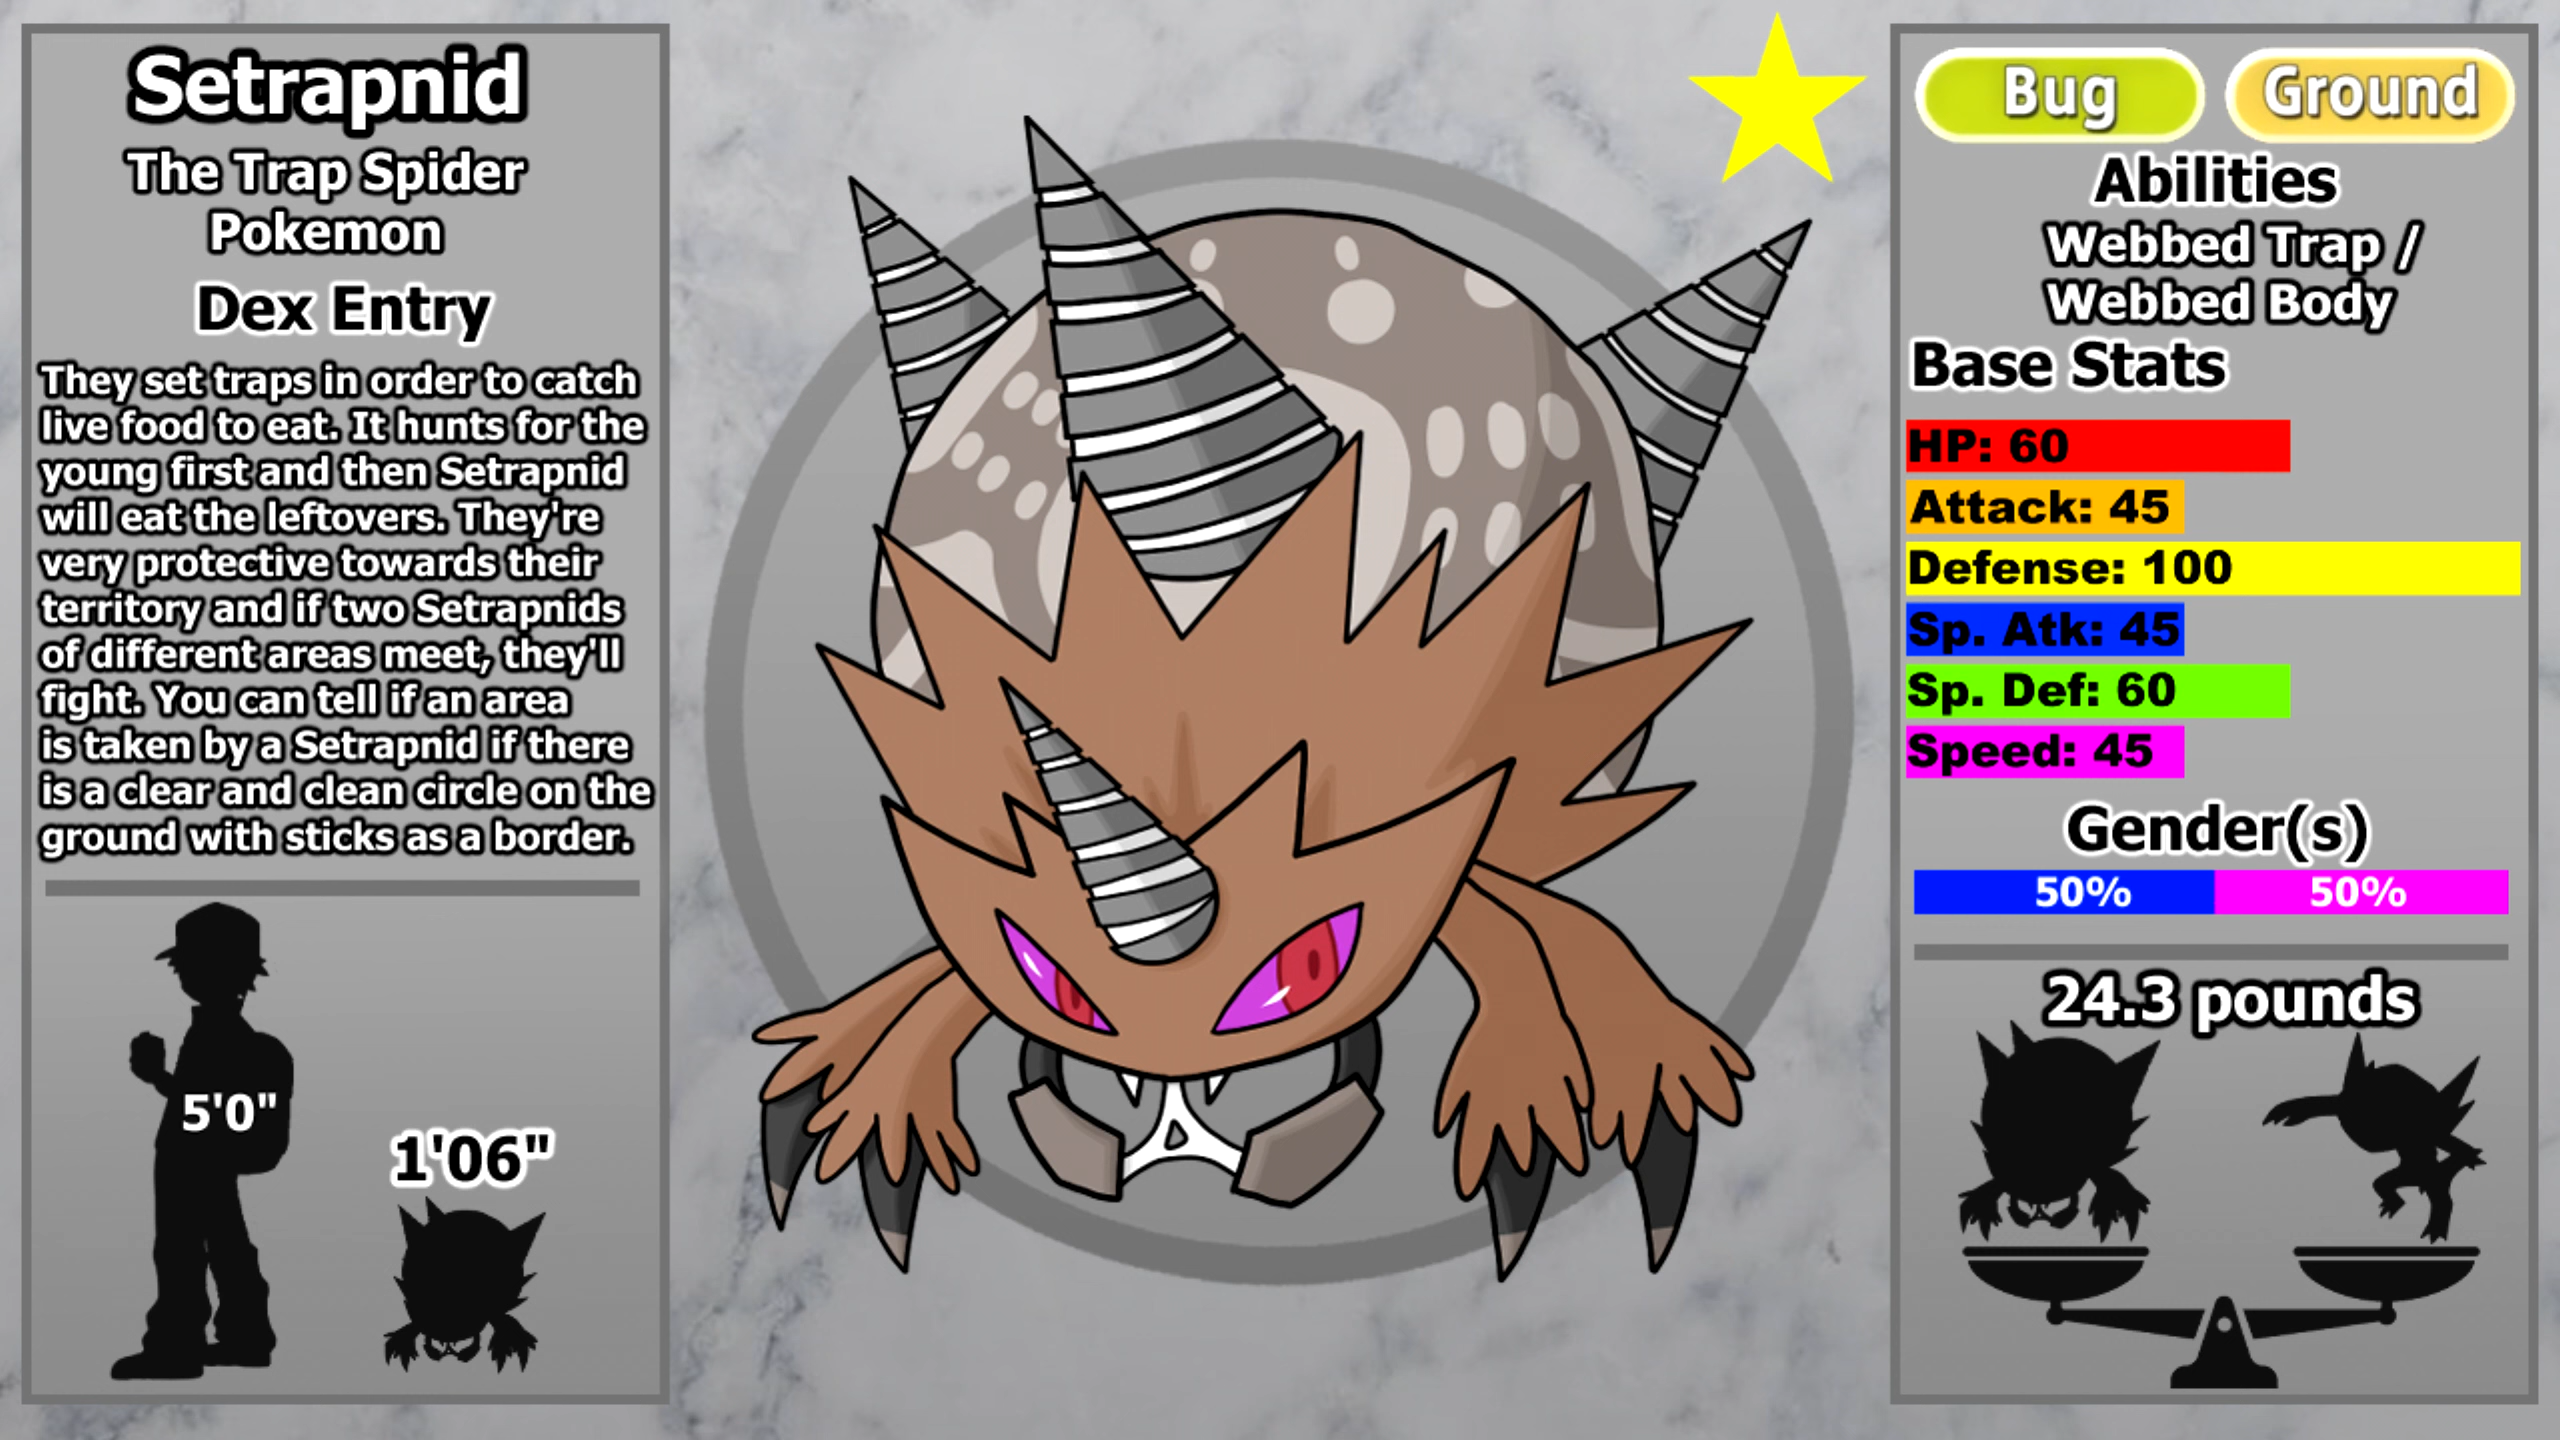 Setrapnid
The Trap Spider
Pokemon
Dex Entry
They set traps in order to catch
live food to eat. It hunts for the
young first and then Setrapnid
will eat the leftovers. They're
very protective towards their
territory and if two Setrapnids
of different areas meet, they'll
fight. You can tell if an area
is taken by a Setrapnid if there
is a clear and clean circle on the
ground with sticks as a border.
5'0"
1'06"
Bug
Ground
Abilities
Webbed Trap /
Webbed Body
Base Stats
HP: 60
Attack: 45
Defense: 100
Sp. Atk: 45
Sp. Def: 60
Speed: 45
Gender(s)
50% 50%
24.3 pounds